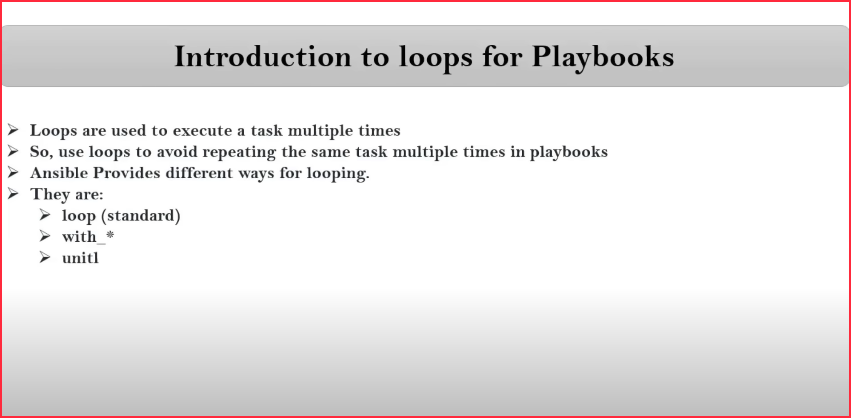 Introduction to loops for Playbooks
➢ Loops are used to execute a task multiple times
➢ So, use loops to avoid repeating the same task multiple times in playbooks
➢ Ansible Provides different ways for looping.
➢ They are:
➢ loop (standard)
➢ with_*
➢ unitl